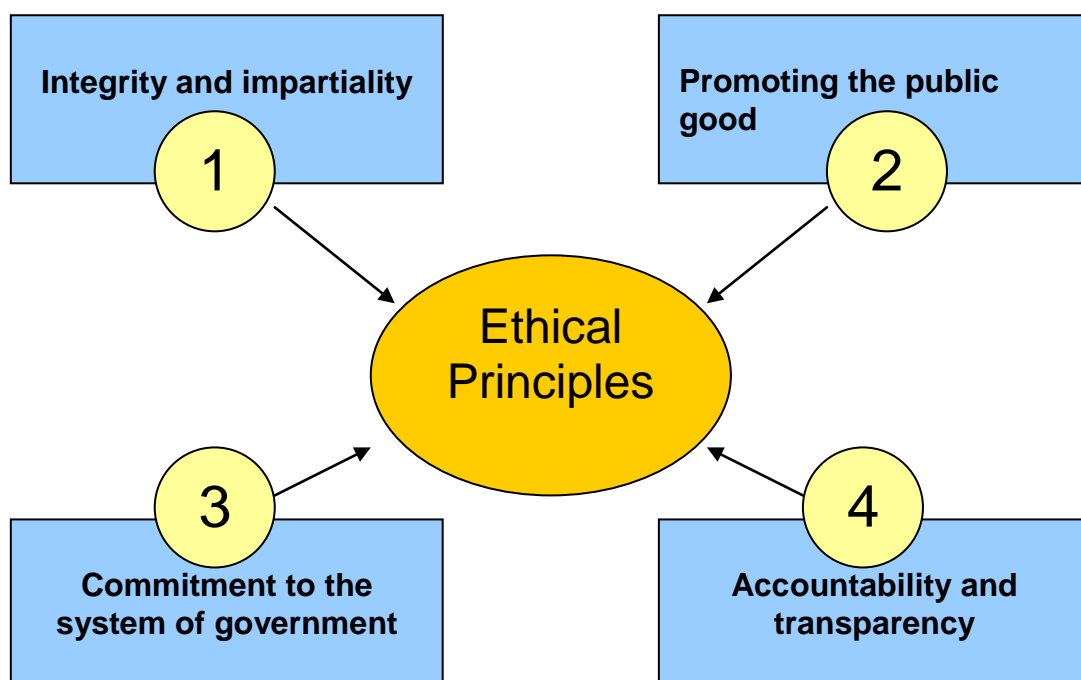 Integrity and impartiality
1
Promoting the public
good
2
Ethical
Principles
3
Commitment to the
system of government
4
Accountability and
transparency